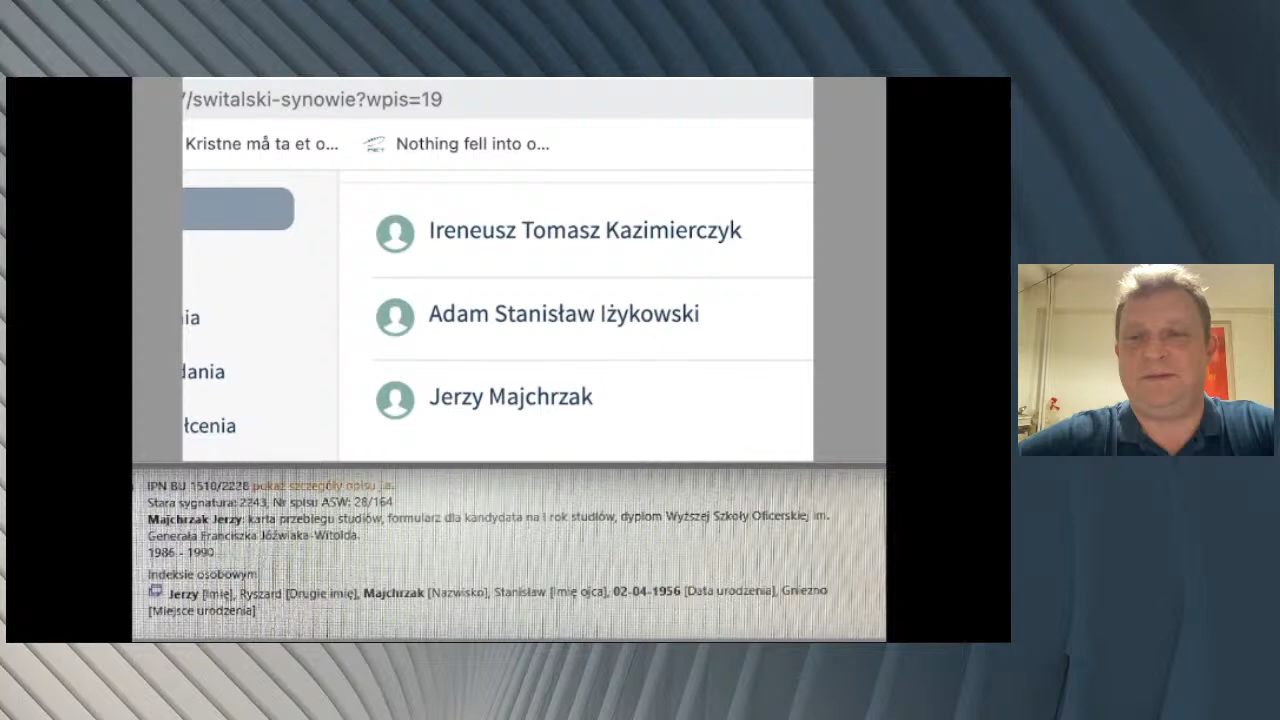 //switalski-synowie?wpis=19
Kristne må ta et o... Nothing fell into o...
Ireneusz Tomasz Kazimierczyk
ia
Adam Stanisław Iżykowski
dania
Jerzy Majchrzak
łcenia
IPN BU 1510/2228 pokaż szczegóły opisu j.a.
Stara sygnatura: 2243, Nr spisu ASW: 28/164
Majchrzak Jerzy: karta przebiegu studiów, formularz dla kandydata na I rok studiów, dyplom Wyższej Szkoły Oficerskiej im.
Generała Franciszka Jóźwiaka-Witolda.
1986 - 1990
Indeksie osobowym
Jerzy [Imię], Ryszard [Drugie imię], Majchrzak [Nazwisko], Stanisław [Imię ojca], 02-04-1956 [Data urodzenia], Gniezno
[Miejsce urodzenia]